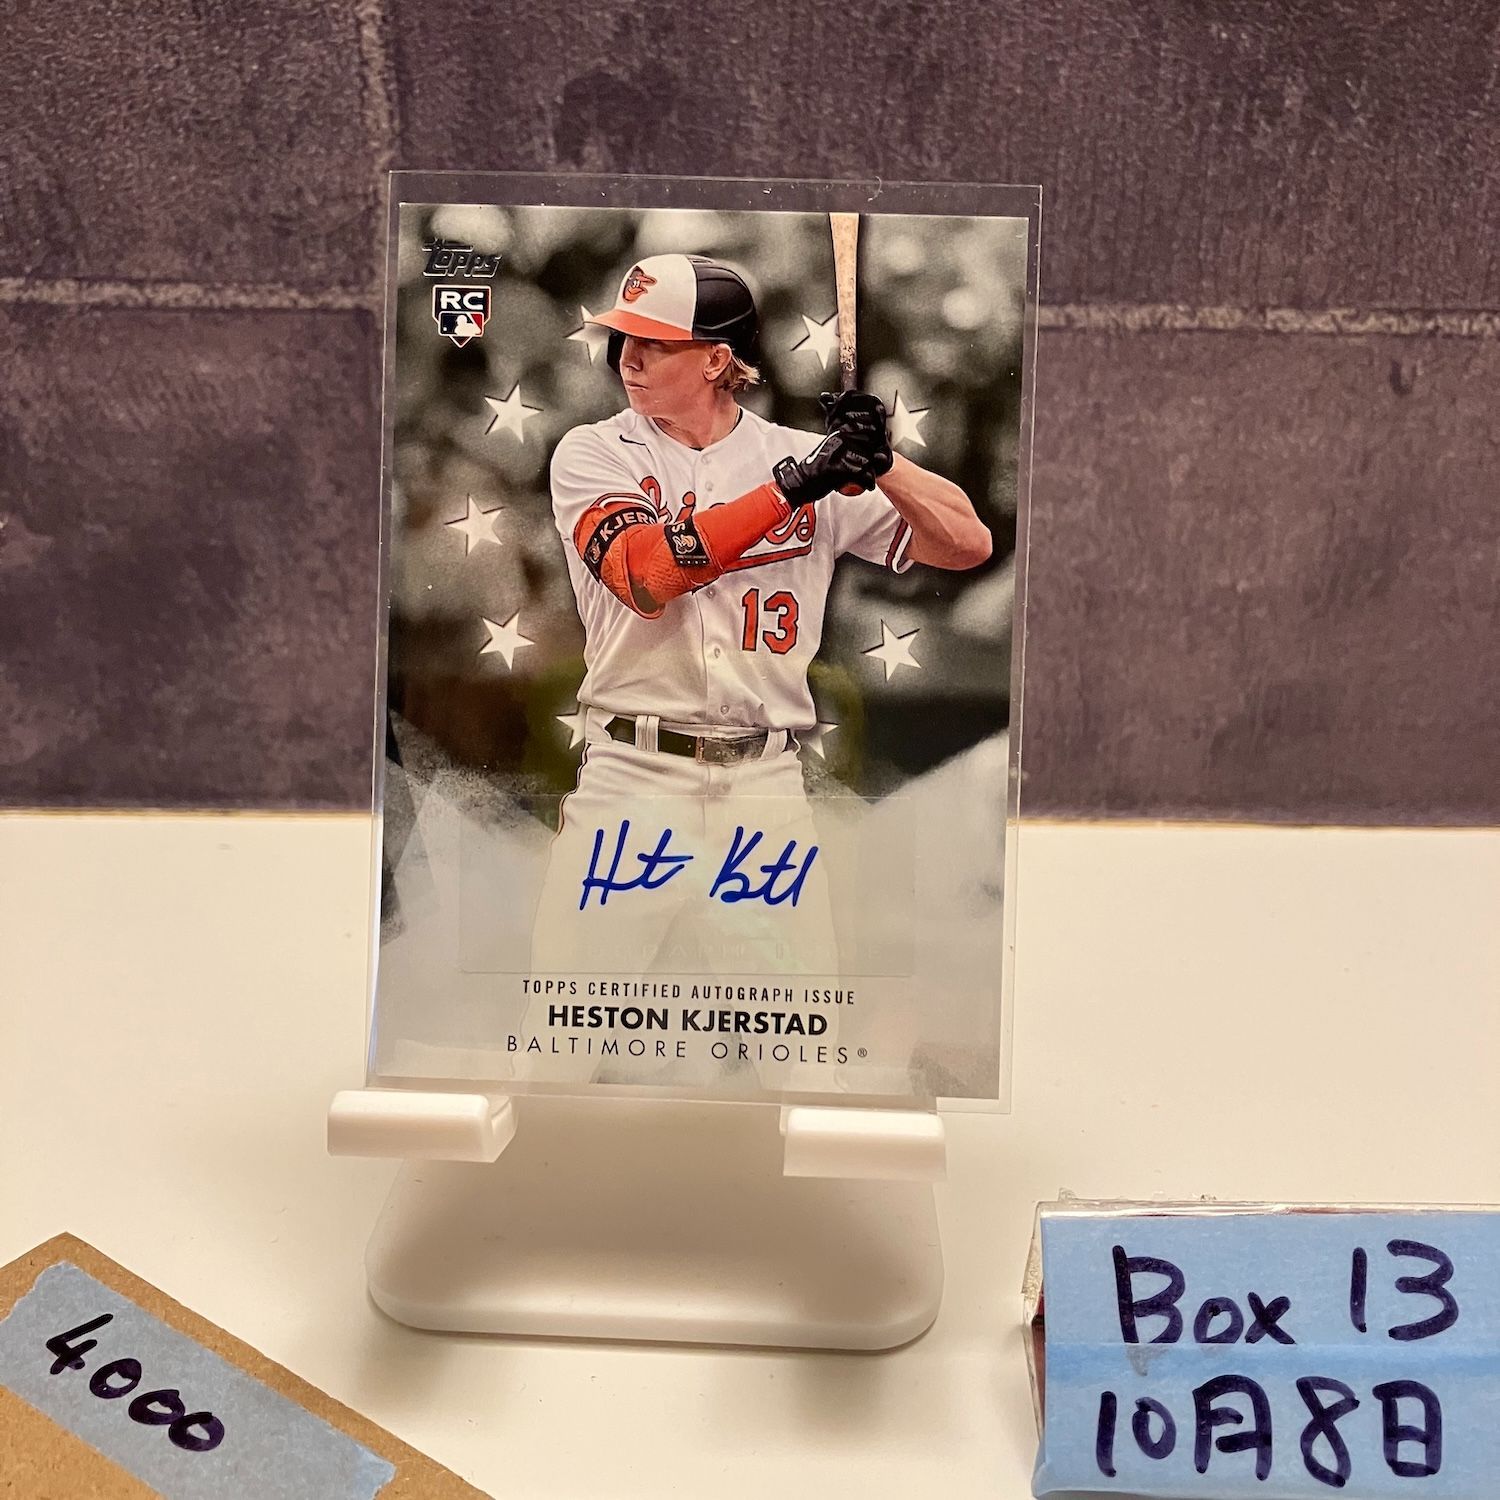 Topps
RC
KJER
13
Topps Certified Autograph Issue
HESTON KJERSTAD
BALTIMORE ORIOLES®
4000
Box 13
10月8日